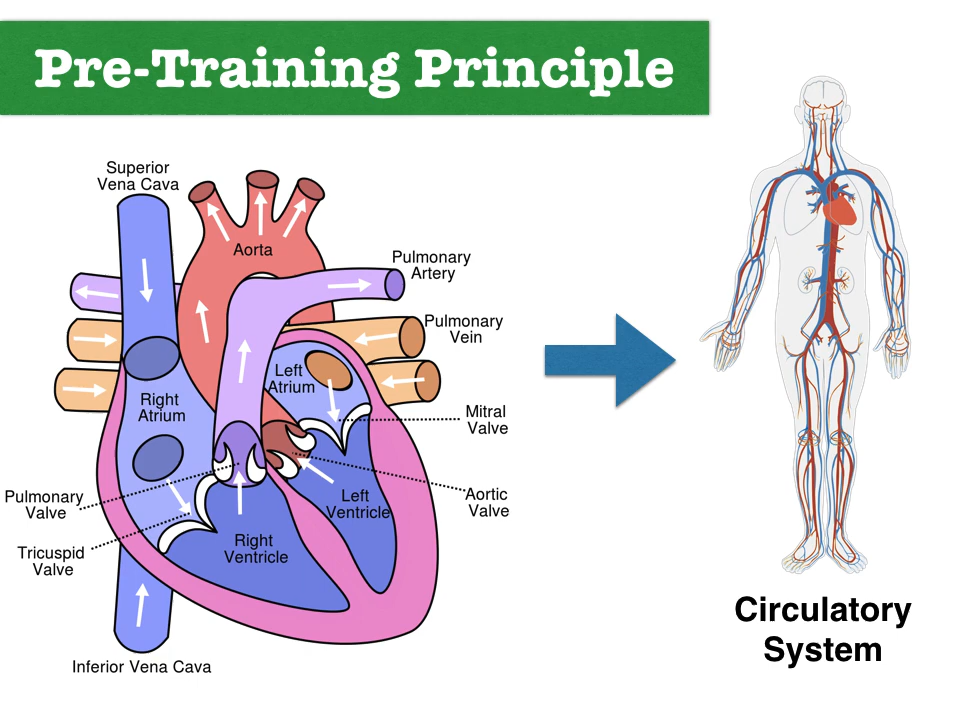 Pre-Training Principle
Superior
Vena Cava
Aorta
Pulmonary
Artery
Pulmonary
Vein
Left
Atrium
Right
Atrium
Mitral
Valve
Pulmonary
Valve
Left
Ventricle
Aortic
Valve
Right
Ventricle
Tricuspid
Valve
Inferior Vena Cava
Circulatory
System